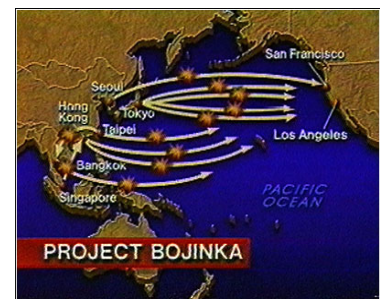 San Francisco
Seoul
Hong
Kong
Tokyo
Taipei
Los Angeles
Bangkok
PACIFIC
OCEAN
Singapore
PROJECT BOJINKA